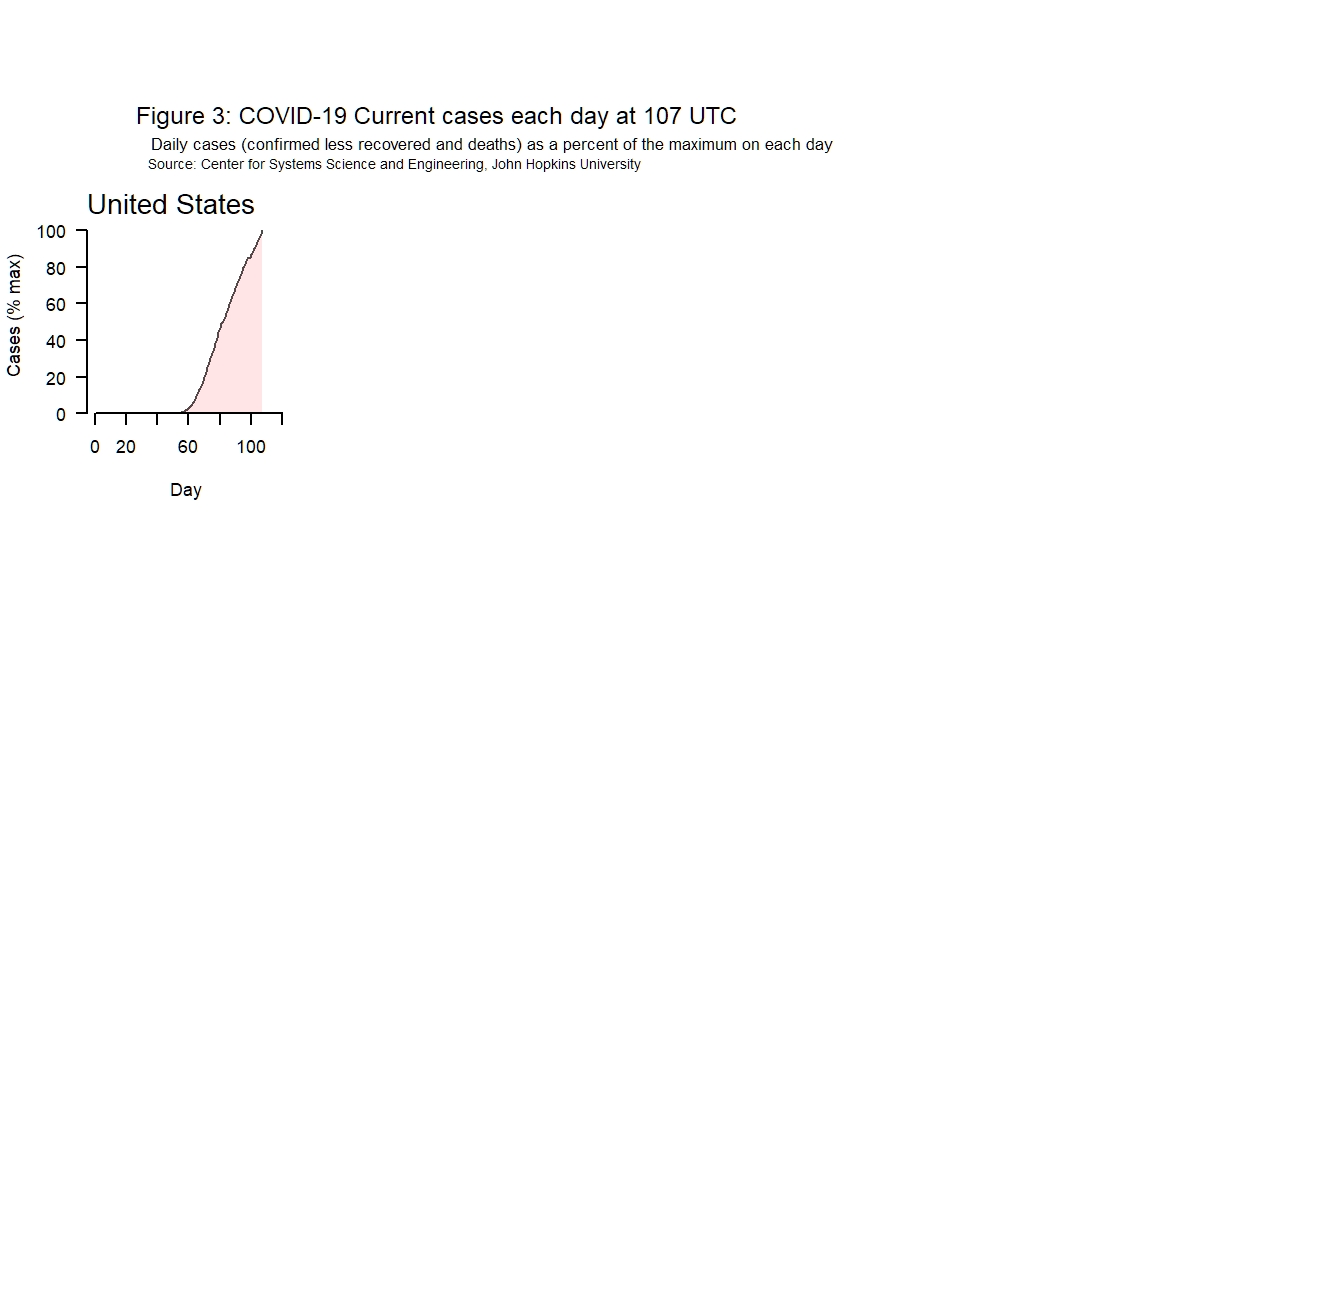 Figure 3: COVID-19 Current cases each day at 107 UTC
Daily cases (confirmed less recovered and deaths) as a percent of the maximum on each day
Source: Center for Systems Science and Engineering, John Hopkins University
United States
Cases (% max)
100
80
60
40
20
0
0 20 60 100
Day